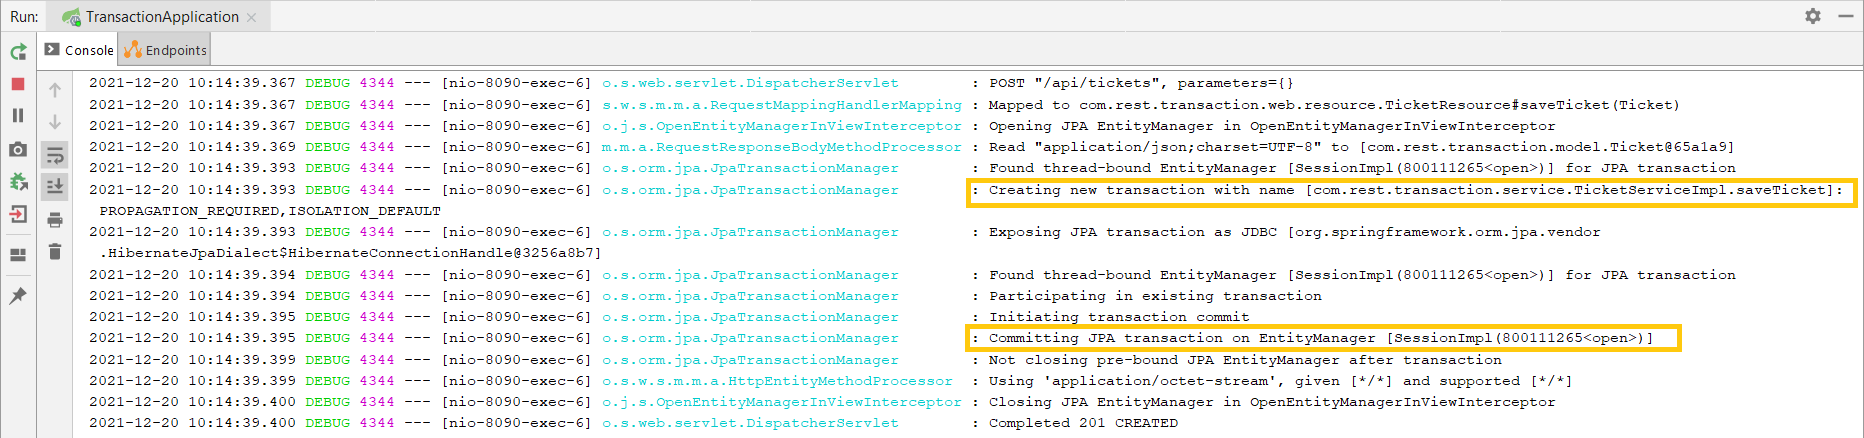 Run: TransactionApplication
Console Endpoints
2021-12-20 10:14:39.367 DEBUG 4344 --- [nio-8090-exec-6] o.s.web.servlet.DispatcherServlet : POST "/api/tickets", parameters={}
2021-12-20 10:14:39.367 DEBUG 4344 --- [nio-8090-exec-6] s.w.s.m.m.a.RequestMappingHandlerMapping : Mapped to com.rest.transaction.web.resource.TicketResource#saveTicket(Ticket)
2021-12-20 10:14:39.367 DEBUG 4344 --- [nio-8090-exec-6] o.j.s.OpenEntityManagerInViewInterceptor : Opening JPA EntityManager in OpenEntityManagerInViewInterceptor
2021-12-20 10:14:39.369 DEBUG 4344 --- [nio-8090-exec-6] m.m.a.RequestResponseBodyMethodProcessor : Read "application/json;charset=UTF-8" to [com.rest.transaction.model.Ticket@65a1a9]
2021-12-20 10:14:39.393 DEBUG 4344 --- [nio-8090-exec-6] o.s.orm.jpa.JpaTransactionManager : Found thread-bound EntityManager [SessionImpl(800111265<open>)] for JPA transaction
2021-12-20 10:14:39.393 DEBUG 4344 --- [nio-8090-exec-6] o.s.orm.jpa.JpaTransactionManager : Creating new transaction with name [com.rest.transaction.service.TicketServiceImpl.saveTicket]:
PROPAGATION_REQUIRED,ISOLATION_DEFAULT
2021-12-20 10:14:39.393 DEBUG 4344 --- [nio-8090-exec-6] o.s.orm.jpa.JpaTransactionManager : Exposing JPA transaction as JDBC [org.springframework.orm.jpa.vendor
.HibernateJpaDialect$HibernateConnectionHandle@3256a8b7]
2021-12-20 10:14:39.394 DEBUG 4344 --- [nio-8090-exec-6] o.s.orm.jpa.JpaTransactionManager : Found thread-bound EntityManager [SessionImpl(800111265<open>)] for JPA transaction
2021-12-20 10:14:39.394 DEBUG 4344 --- [nio-8090-exec-6] o.s.orm.jpa.JpaTransactionManager : Participating in existing transaction
2021-12-20 10:14:39.395 DEBUG 4344 --- [nio-8090-exec-6] o.s.orm.jpa.JpaTransactionManager : Initiating transaction commit
2021-12-20 10:14:39.395 DEBUG 4344 --- [nio-8090-exec-6] o.s.orm.jpa.JpaTransactionManager : Committing JPA transaction on EntityManager [SessionImpl(800111265<open>)]
2021-12-20 10:14:39.399 DEBUG 4344 --- [nio-8090-exec-6] o.s.orm.jpa.JpaTransactionManager : Not closing pre-bound JPA EntityManager after transaction
2021-12-20 10:14:39.399 DEBUG 4344 --- [nio-8090-exec-6] o.s.w.s.m.m.a.HttpEntityMethodProcessor : Using 'application/octet-stream', given [*/*] and supported [*/*]
2021-12-20 10:14:39.400 DEBUG 4344 --- [nio-8090-exec-6] o.j.s.OpenEntityManagerInViewInterceptor : Closing JPA EntityManager in OpenEntityManagerInViewInterceptor
2021-12-20 10:14:39.400 DEBUG 4344 --- [nio-8090-exec-6] o.s.web.servlet.DispatcherServlet : Completed 201 CREATED